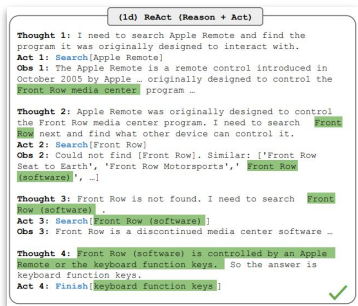 (1d) ReAct (Reason + Act)
Thought 1: I need to search Apple Remote and find the
program it was originally designed to interact with.
Act 1: Search[Apple Remote]
Obs 1: The Apple Remote is a remote control introduced in
October 2005 by Apple … originally designed to control the
Front Row media center program …
Thought 2: Apple Remote was originally designed to control
the Front Row media center program. I need to search Front
Row next and find what other device can control it.
Act 2: Search[Front Row]
Obs 2: Could not find [Front Row]. Similar: ['Front Row
Seat to Earth', 'Front Row Motorsports', 'Front Row
(software)', …]
Thought 3: Front Row is not found. I need to search Front
Row (software) .
Act 3: Search[Front Row (software)]
Obs 3: Front Row is a discontinued media center software …
Thought 4: Front Row (software) is controlled by an Apple
Remote or the keyboard function keys. So the answer is
keyboard function keys.
Act 4: Finish[keyboard function keys]